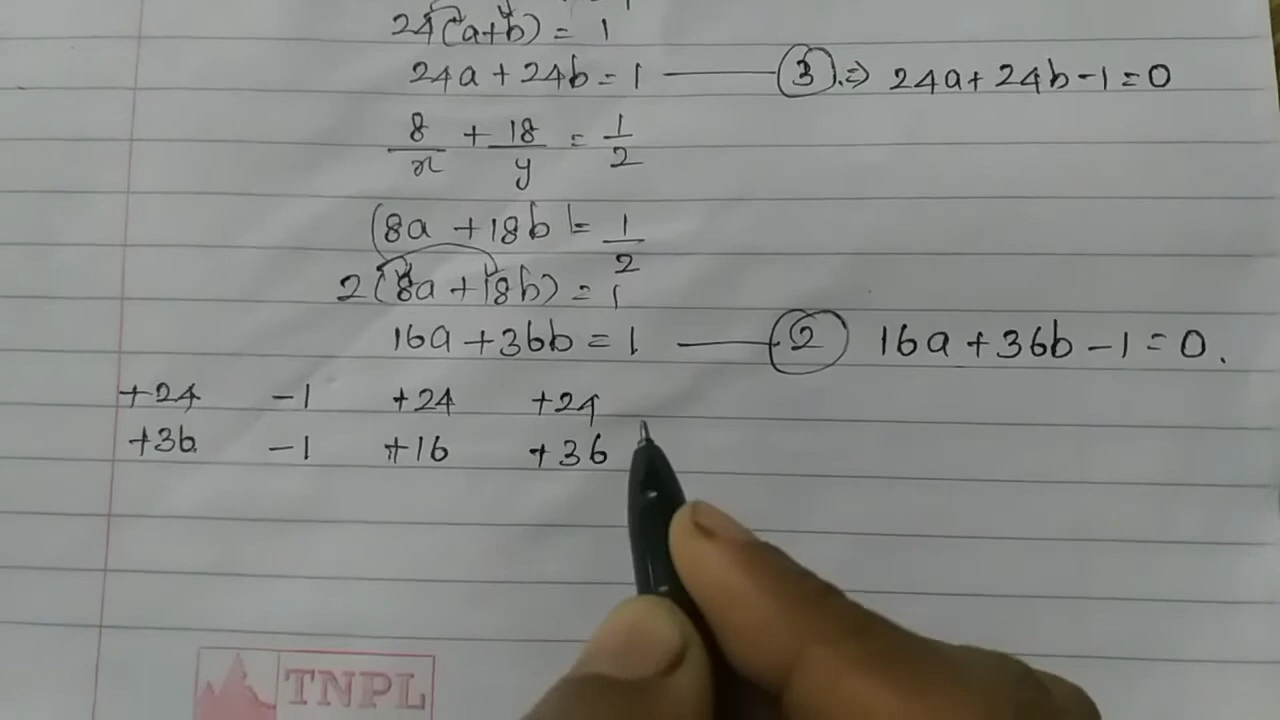 24(a+b) = 1
24a + 24b = 1 ——— ③ .⇒ 24a + 24b - 1 = 0
8/x + 18/y = 1/2
(8a + 18b) = 1/2
2(8a + 18b) = 1
16a + 36b = 1 ——— ② 16a + 36b - 1 = 0.
+24 -1 +24 +24
+36 -1 +16 +36
TNPL